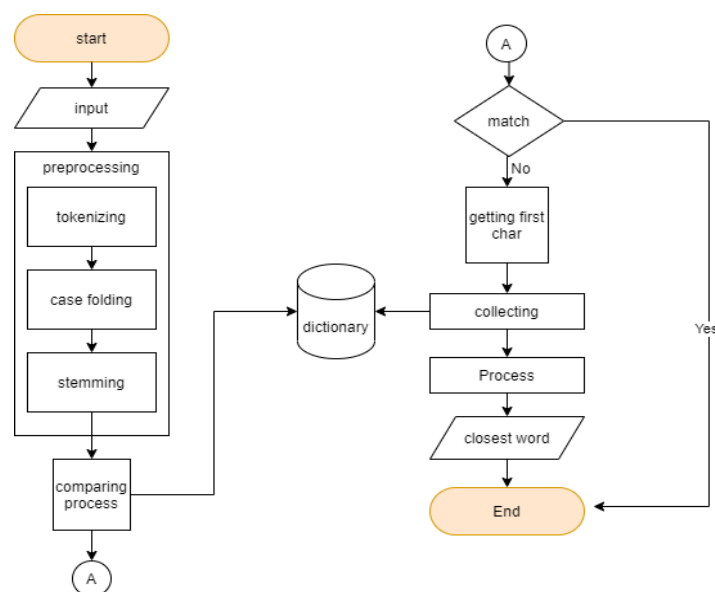 start
input
preprocessing
tokenizing
case folding
stemming
comparing
process
A
dictionary
A
match
No
getting first
char
collecting
Process
closest word
End
Yes